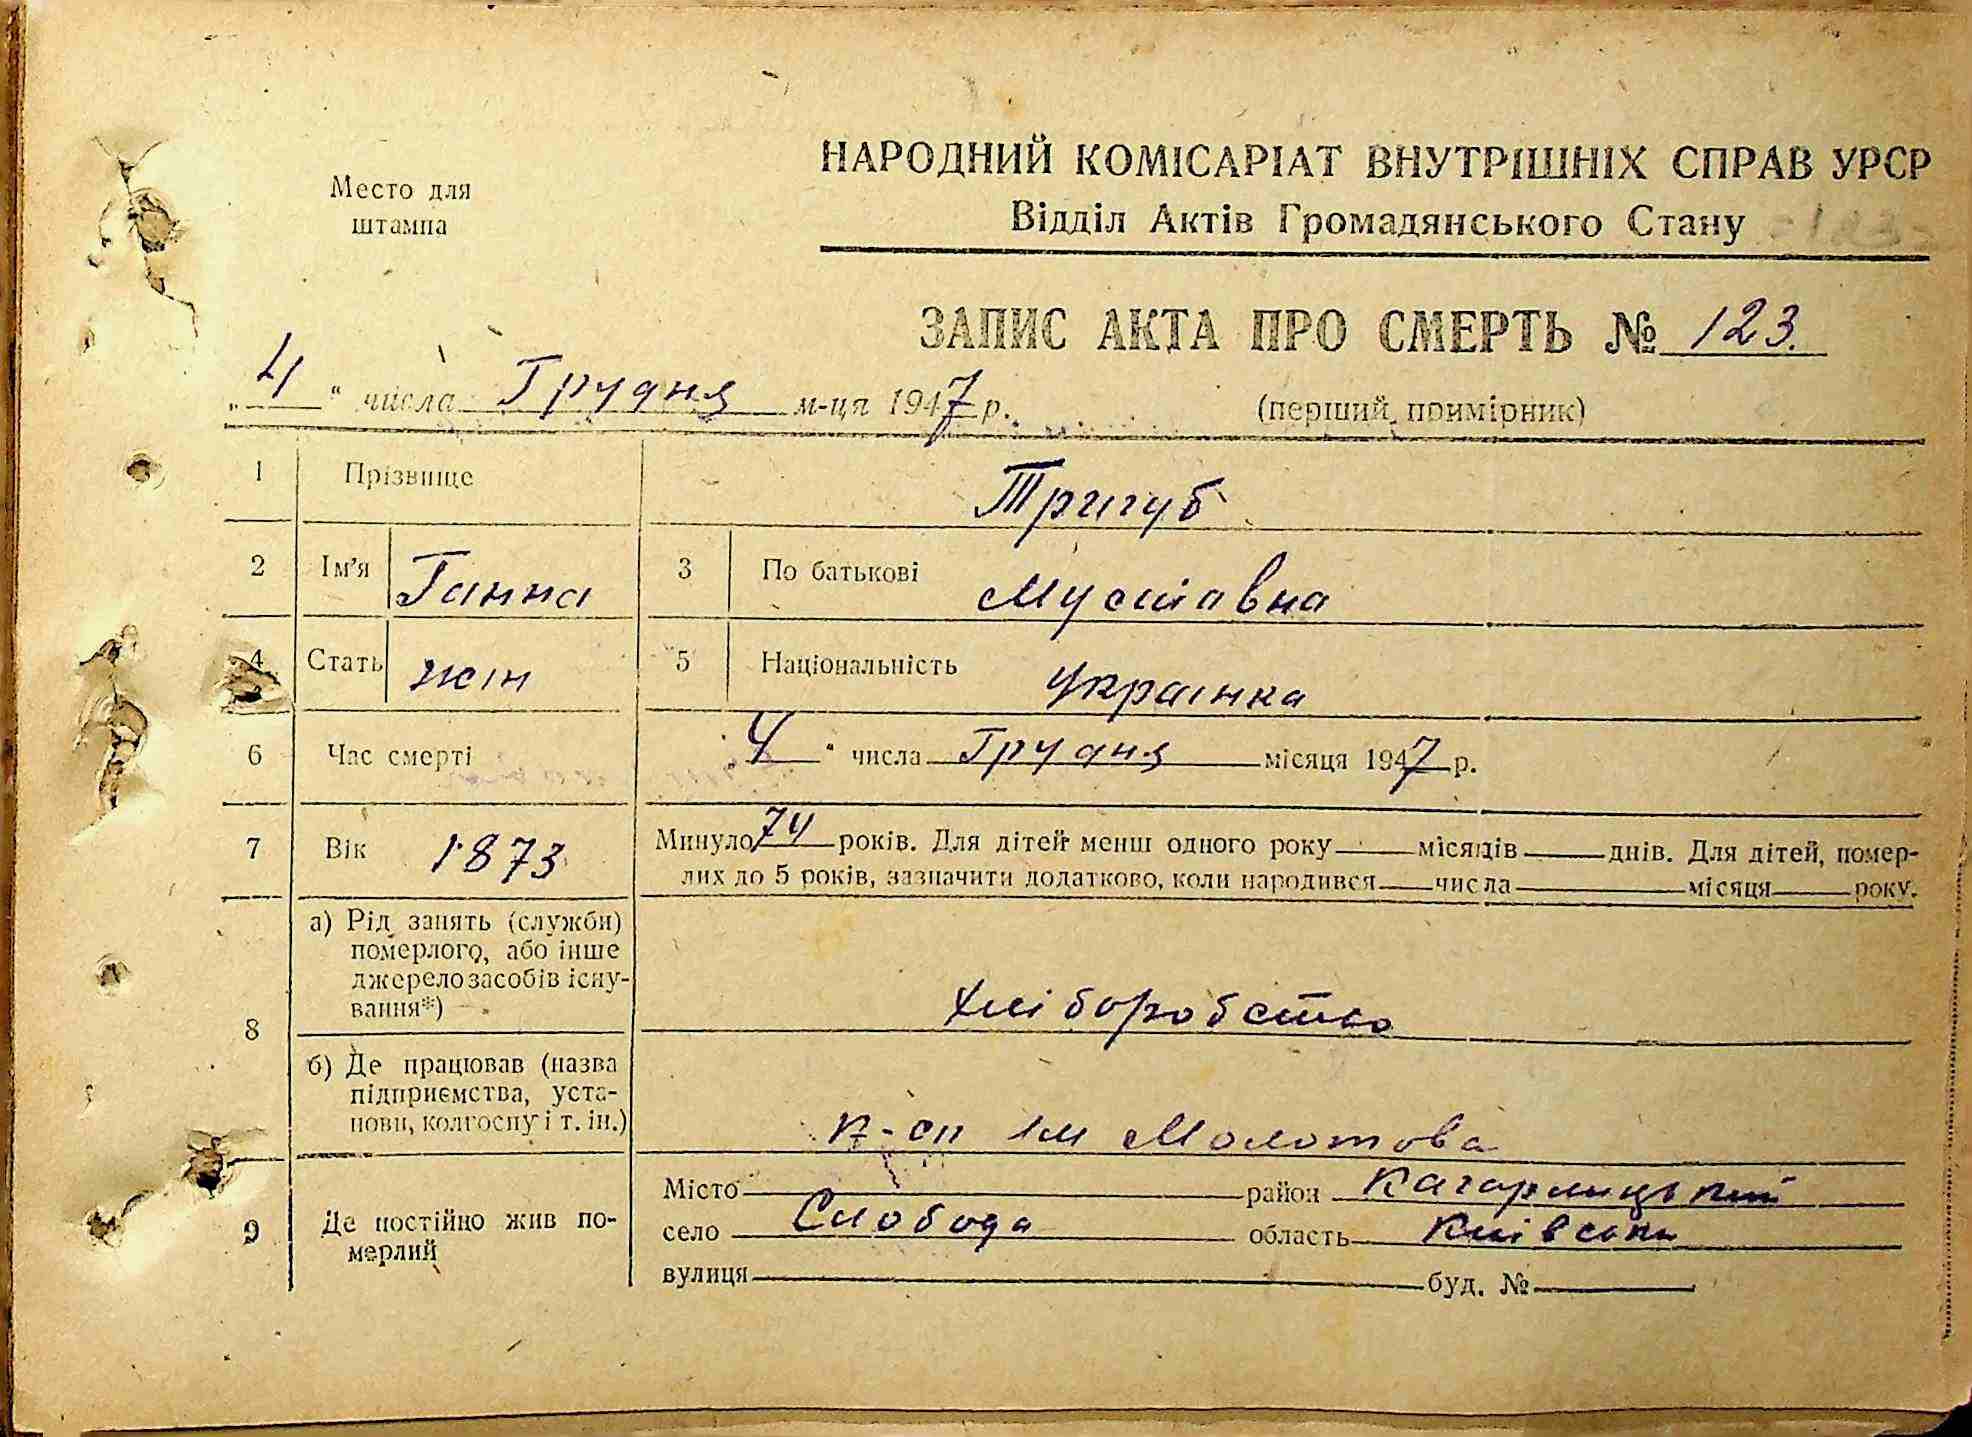 Место для
штампа
НАРОДНИЙ КОМІСАРІАТ ВНУТРІШНІХ СПРАВ УРСР
Відділ Актів Громадянського Стану
ЗАПИС АКТА ПРО СМЕРТЬ № 123.
„4“ числа Грудня м-ця 1947 р. (перший примірник)
1 Прізвище Тригуб
2 Ім’я Ганна 3 По батькові Мусіївна
4 Стать жін 5 Національність Українка
6 Час смерті „4“ числа Грудня місяця 1947 р.
7 Вік 1873 Минуло 74 років. Для дітей менш одного року місяців днів. Для дітей, помер-
лих до 5 років, зазначити додатково, коли народився числа місяця року.
а) Рід занять (служби)
померлого, або інше
джерело засобів існу-
вання*) хліборобство
8
б) Де працював (назва
підприємства, уста-
нови, колгоспу і т. ін.) к-сп ім Молотова
9 Де постійно жив по-
мерлий
Місто район Кагарлицький
село Слобода область Київська
вулиця буд. №